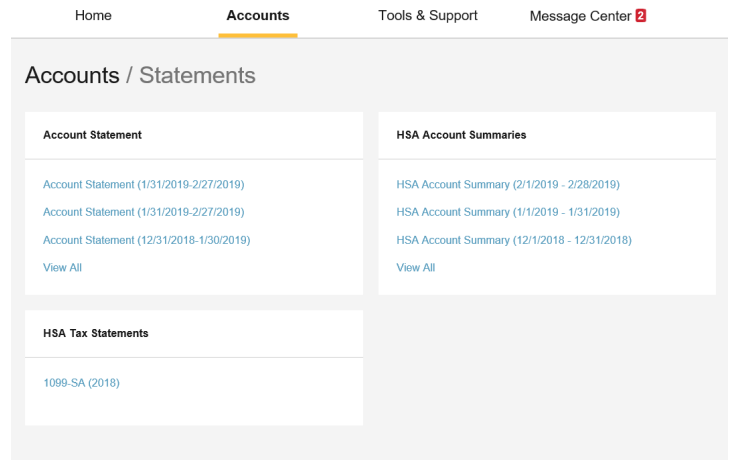 Home Accounts Tools & Support Message Center 2
Accounts / Statements
Account Statement
Account Statement (1/31/2019-2/27/2019)
Account Statement (1/31/2019-2/27/2019)
Account Statement (12/31/2018-1/30/2019)
View All
HSA Account Summaries
HSA Account Summary (2/1/2019 - 2/28/2019)
HSA Account Summary (1/1/2019 - 1/31/2019)
HSA Account Summary (12/1/2018 - 12/31/2018)
View All
HSA Tax Statements
1099-SA (2018)